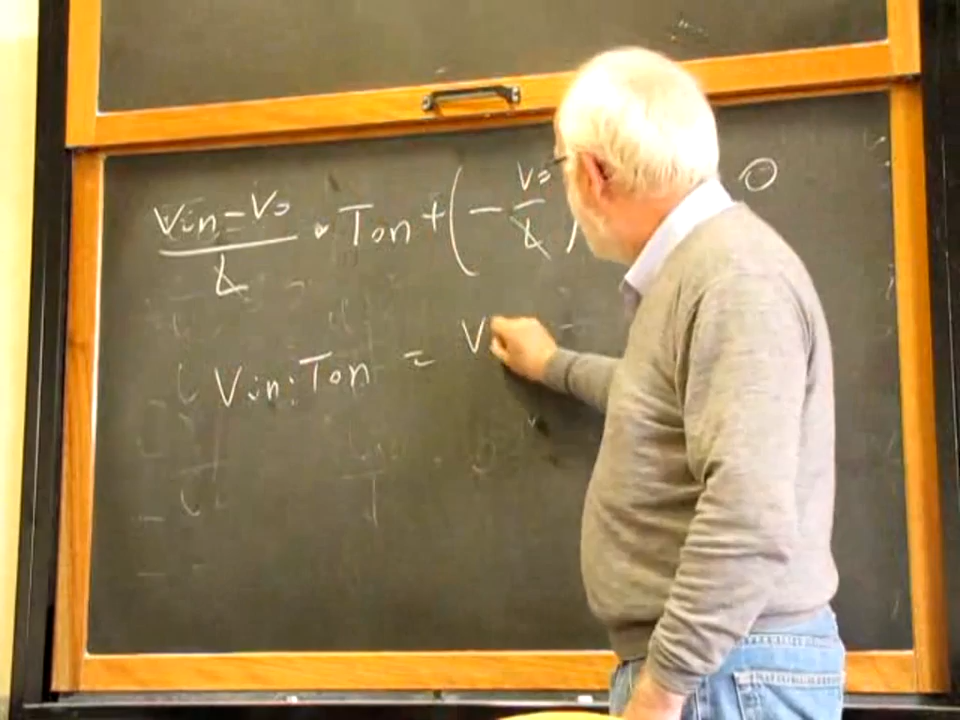 Vin-Vo
L · Ton + ( - Vo
L ) 0
Vin · Ton = V